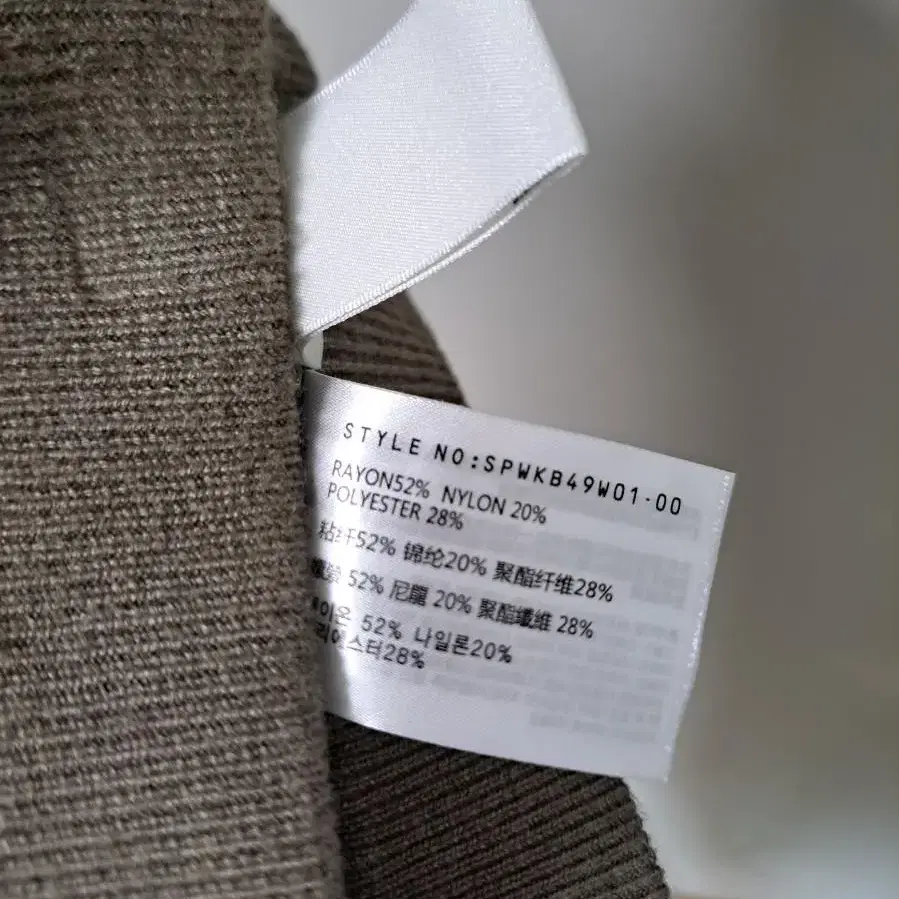 STYLE NO:SPWKB49W01-00
RAYON52% NYLON 20%
POLYESTER 28%
粘纤52% 锦纶20% 聚酯纤维28%
52% 尼龍 20% 聚酯纖維 28%
레이온 52% 나일론20%
리에스터28%